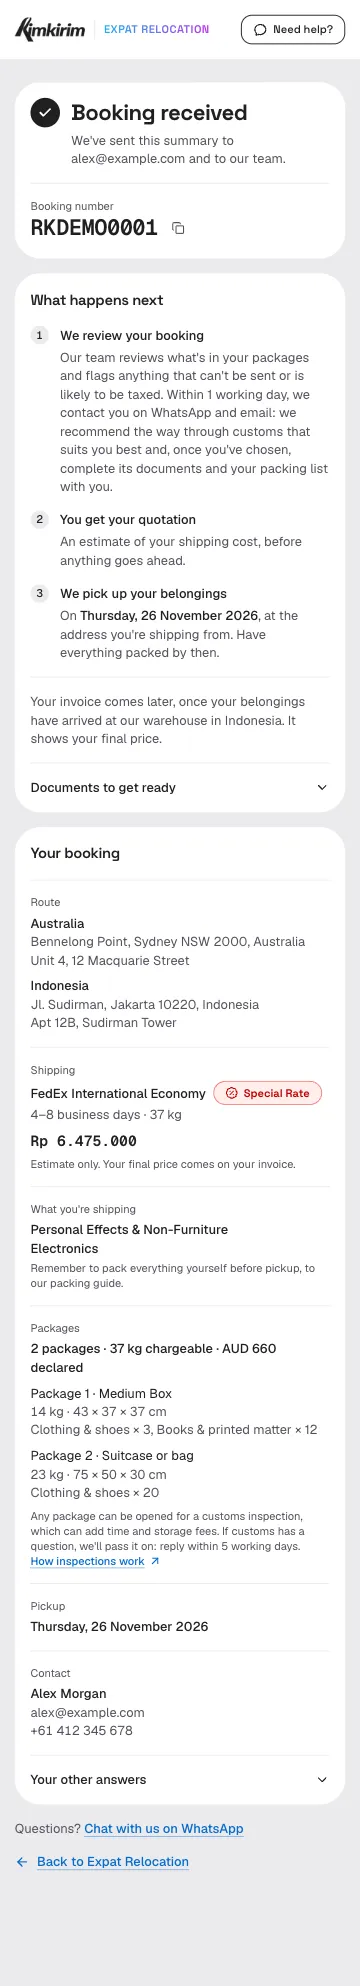 Kimkirim
EXPAT RELOCATION
Need help?
Booking received
We've sent this summary to
alex@example.com and to our team.
Booking number
RKDEMO0001
What happens next
1 We review your booking
Our team reviews what's in your packages
and flags anything that can't be sent or is
likely to be taxed. Within 1 working day, we
contact you on WhatsApp and email: we
recommend the way through customs that
suits you best and, once you've chosen,
complete its documents and your packing list
with you.
2 You get your quotation
An estimate of your shipping cost, before
anything goes ahead.
3 We pick up your belongings
On Thursday, 26 November 2026, at the
address you're shipping from. Have
everything packed by then.
Your invoice comes later, once your belongings
have arrived at our warehouse in Indonesia. It
shows your final price.
Documents to get ready
Your booking
Route
Australia
Bennelong Point, Sydney NSW 2000, Australia
Unit 4, 12 Macquarie Street
Indonesia
Jl. Sudirman, Jakarta 10220, Indonesia
Apt 12B, Sudirman Tower
Shipping
FedEx International Economy Special Rate
4–8 business days · 37 kg
Rp 6.475.000
Estimate only. Your final price comes on your invoice.
What you're shipping
Personal Effects & Non-Furniture
Electronics
Remember to pack everything yourself before pickup, to
our packing guide.
Packages
2 packages · 37 kg chargeable · AUD 660
declared
Package 1 · Medium Box
14 kg · 43 × 37 × 37 cm
Clothing & shoes × 3, Books & printed matter × 12
Package 2 · Suitcase or bag
23 kg · 75 × 50 × 30 cm
Clothing & shoes × 20
Any package can be opened for a customs inspection,
which can add time and storage fees. If customs has a
question, we'll pass it on: reply within 5 working days.
How inspections work
Pickup
Thursday, 26 November 2026
Contact
Alex Morgan
alex@example.com
+61 412 345 678
Your other answers
Questions? Chat with us on WhatsApp
Back to Expat Relocation